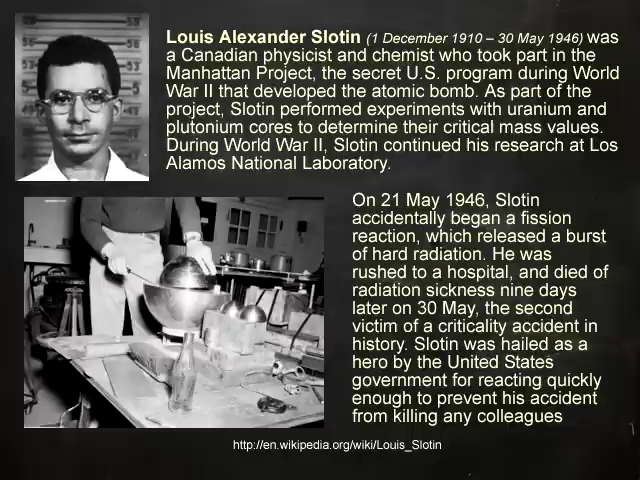 Louis Alexander Slotin (1 December 1910 – 30 May 1946) was
a Canadian physicist and chemist who took part in the
Manhattan Project, the secret U.S. program during World
War II that developed the atomic bomb. As part of the
project, Slotin performed experiments with uranium and
plutonium cores to determine their critical mass values.
During World War II, Slotin continued his research at Los
Alamos National Laboratory.
On 21 May 1946, Slotin
accidentally began a fission
reaction, which released a burst
of hard radiation. He was
rushed to a hospital, and died of
radiation sickness nine days
later on 30 May, the second
victim of a criticality accident in
history. Slotin was hailed as a
hero by the United States
government for reacting quickly
enough to prevent his accident
from killing any colleagues
http://en.wikipedia.org/wiki/Louis_Slotin